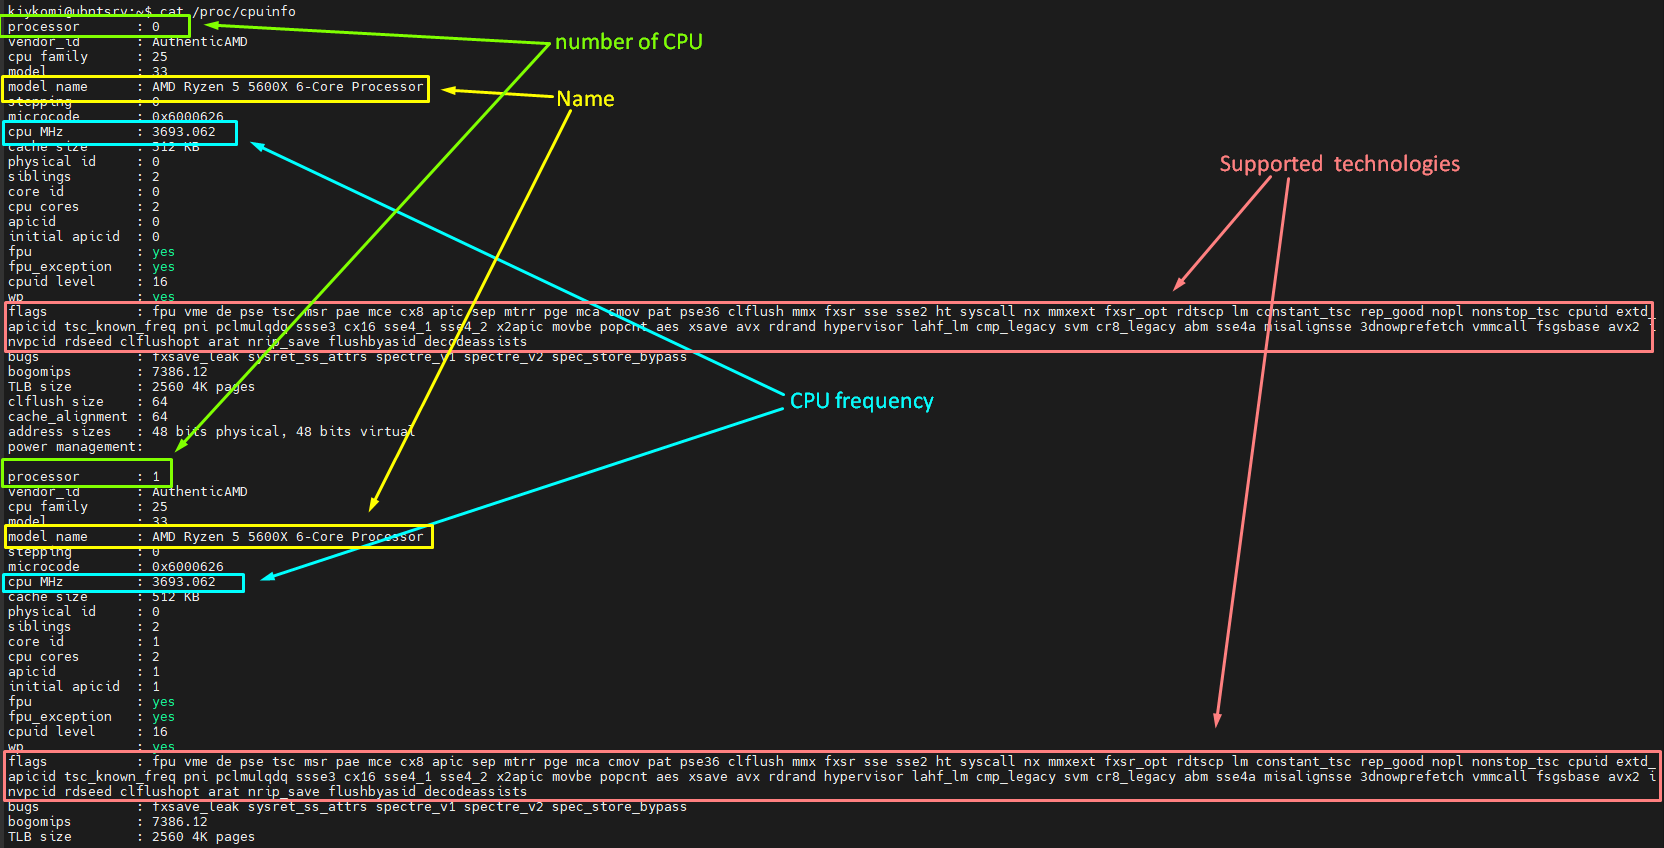 kiykomi@ubntsrv:~$ cat /proc/cpuinfo
processor : 0
number of CPU
vendor_id : AuthenticAMD
cpu family : 25
model : 33
model name : AMD Ryzen 5 5600X 6-Core Processor
Name
stepping : 0
microcode : 0x6000626
cpu MHz : 3693.062
cache size : 512 KB
physical id : 0
Supported technologies
siblings : 2
core id : 0
cpu cores : 2
apicid : 0
initial apicid : 0
fpu : yes
fpu_exception : yes
cpuid level : 16
wp : yes
flags : fpu vme de pse tsc msr pae mce cx8 apic sep mtrr pge mca cmov pat pse36 clflush mmx fxsr sse sse2 ht syscall nx mmxext fxsr_opt rdtscp lm constant_tsc rep_good nopl nonstop_tsc cpuid extd_
apicid tsc_known_freq pni pclmulqdq ssse3 cx16 sse4_1 sse4_2 x2apic movbe popcnt aes xsave avx rdrand hypervisor lahf_lm cmp_legacy svm cr8_legacy abm sse4a misalignsse 3dnowprefetch vmmcall fsgsbase avx2 i
nvpcid rdseed clflushopt arat nrip_save flushbyasid decodeassists
bugs : fxsave_leak sysret_ss_attrs spectre_v1 spectre_v2 spec_store_bypass
bogomips : 7386.12
TLB size : 2560 4K pages
clflush size : 64
CPU frequency
cache_alignment : 64
address sizes : 48 bits physical, 48 bits virtual
power management:
processor : 1
vendor_id : AuthenticAMD
cpu family : 25
model : 33
model name : AMD Ryzen 5 5600X 6-Core Processor
stepping : 0
microcode : 0x6000626
cpu MHz : 3693.062
cache size : 512 KB
physical id : 0
siblings : 2
core id : 1
cpu cores : 2
apicid : 1
initial apicid : 1
fpu : yes
fpu_exception : yes
cpuid level : 16
wp : yes
flags : fpu vme de pse tsc msr pae mce cx8 apic sep mtrr pge mca cmov pat pse36 clflush mmx fxsr sse sse2 ht syscall nx mmxext fxsr_opt rdtscp lm constant_tsc rep_good nopl nonstop_tsc cpuid extd_
apicid tsc_known_freq pni pclmulqdq ssse3 cx16 sse4_1 sse4_2 x2apic movbe popcnt aes xsave avx rdrand hypervisor lahf_lm cmp_legacy svm cr8_legacy abm sse4a misalignsse 3dnowprefetch vmmcall fsgsbase avx2 i
nvpcid rdseed clflushopt arat nrip_save flushbyasid decodeassists
bugs : fxsave_leak sysret_ss_attrs spectre_v1 spectre_v2 spec_store_bypass
bogomips : 7386.12
TLB size : 2560 4K pages